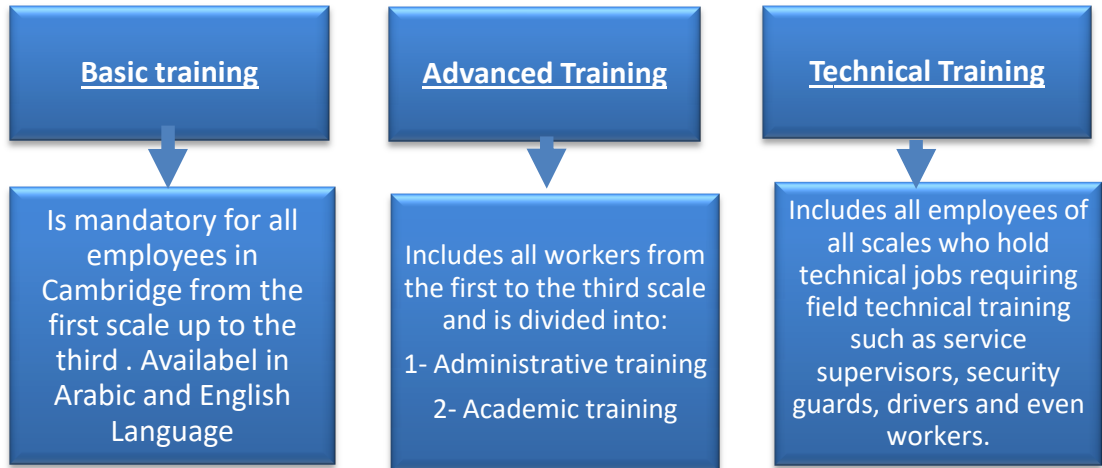 Basic training
Is mandatory for all
employees in
Cambridge from the
first scale up to the
third . Availabel in
Arabic and English
Language
Advanced Training
Includes all workers from
the first to the third scale
and is divided into:
1- Administrative training
2- Academic training
Technical Training
Includes all employees of
all scales who hold
technical jobs requiring
field technical training
such as service
supervisors, security
guards, drivers and even
workers.